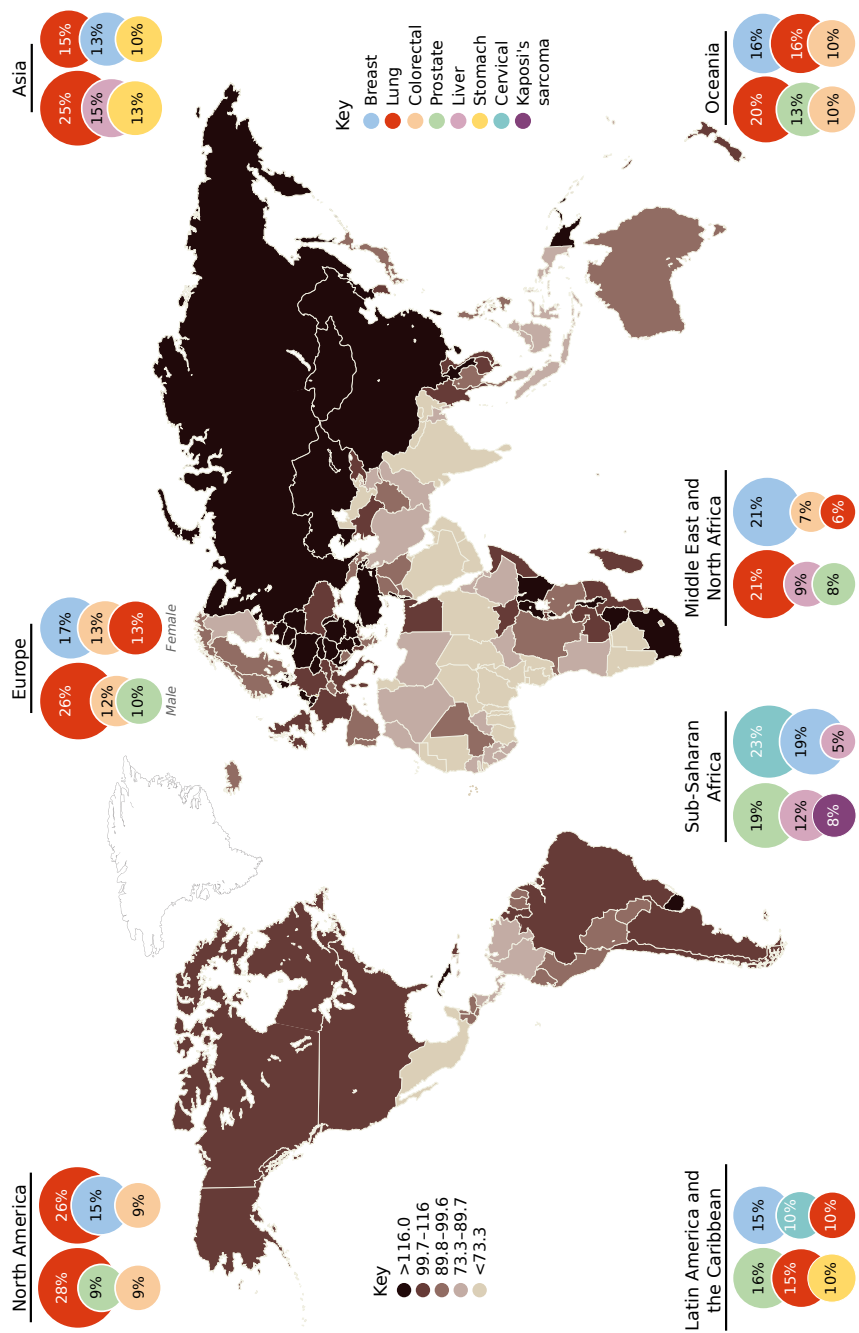 North America
28% 26%
9% 15%
9% 9%
Europe
26% 17%
12% 13%
10% 13%
Male Female
Asia
25% 15%
15% 13%
13% 10%
Key
Breast
Lung
Colorectal
Prostate
Liver
Stomach
Cervical
Kaposi's
sarcoma
Key
>116.0
99.7–116
89.8–99.6
73.3–89.7
<73.3
Latin America and
the Caribbean
16% 15%
15% 10%
10% 10%
Sub-Saharan
Africa
19% 23%
12% 19%
8% 5%
Middle East and
North Africa
21% 21%
9% 7%
8% 6%
Oceania
20% 16%
13% 16%
10% 10%